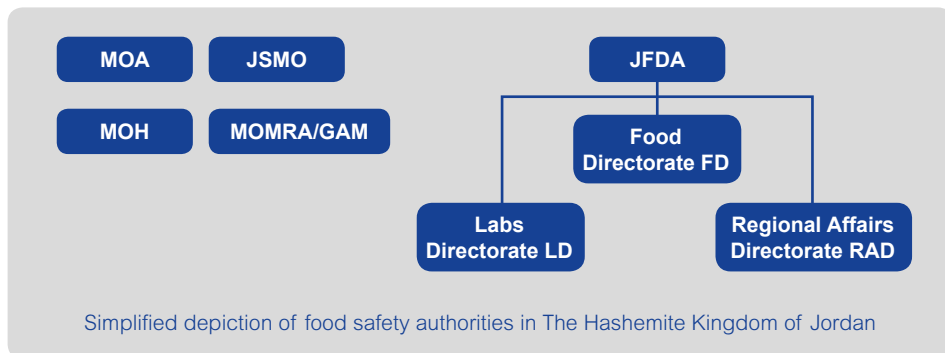 MOA
JSMO
JFDA
MOH
MOMRA/GAM
Food
Directorate FD
Labs
Directorate LD
Regional Affairs
Directorate RAD
Simplified depiction of food safety authorities in The Hashemite Kingdom of Jordan